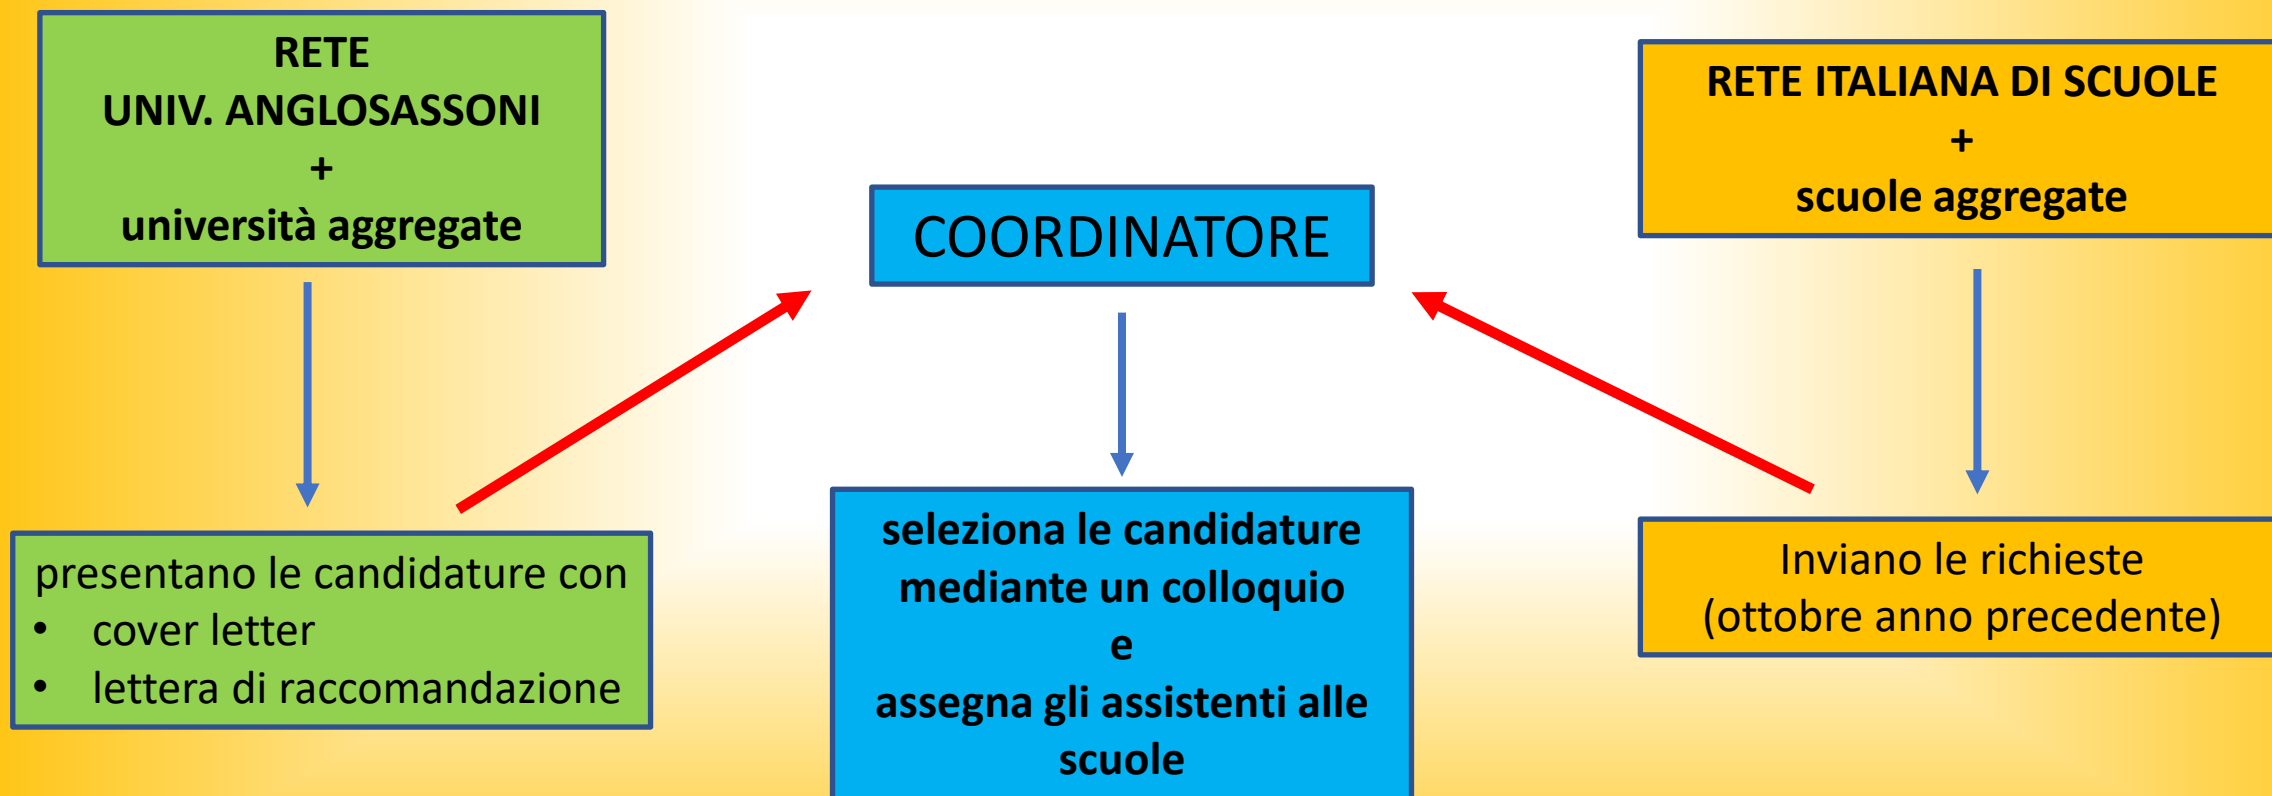 RETE
UNIV. ANGLOSASSONI
+
università aggregate
COORDINATORE
RETE ITALIANA DI SCUOLE
+
scuole aggregate
presentano le candidature con
• cover letter
• lettera di raccomandazione
seleziona le candidature
mediante un colloquio
e
assegna gli assistenti alle
scuole
Inviano le richieste
(ottobre anno precedente)